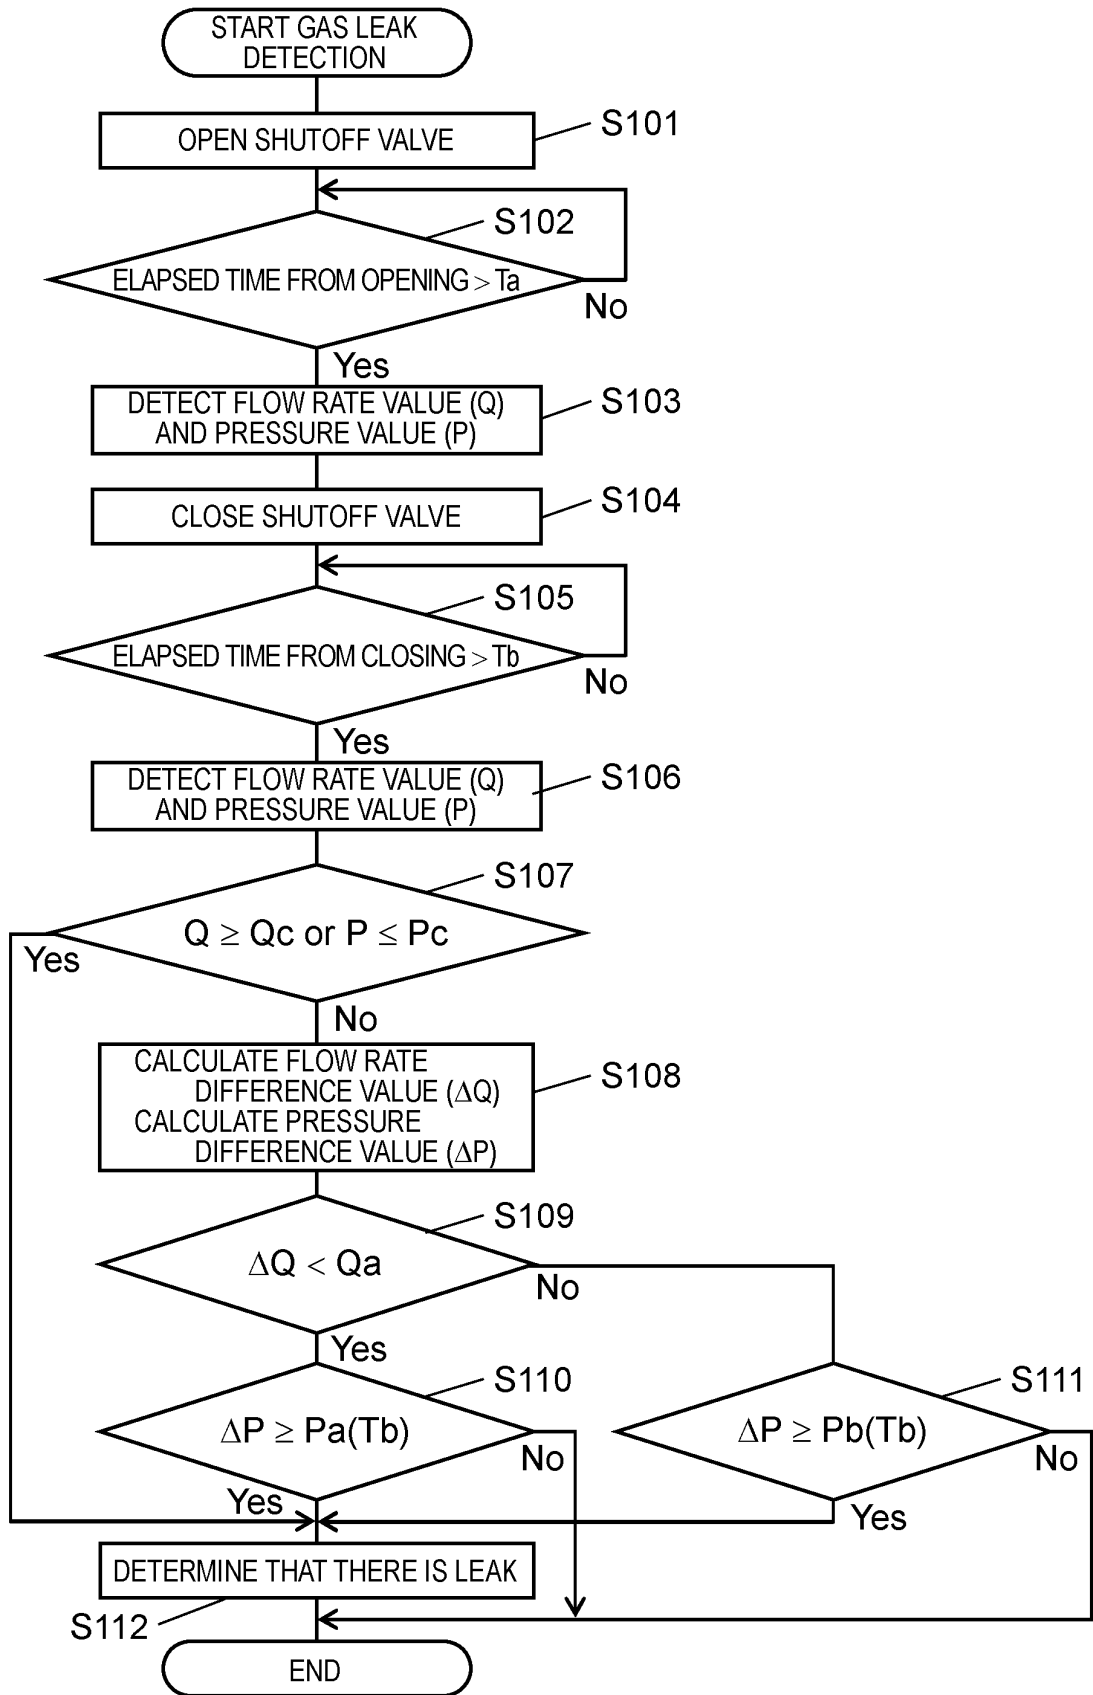 START GAS LEAK
DETECTION
OPEN SHUTOFF VALVE
S101
S102
ELAPSED TIME FROM OPENING > Ta
No
Yes
DETECT FLOW RATE VALUE (Q)
AND PRESSURE VALUE (P)
S103
CLOSE SHUTOFF VALVE
S104
S105
ELAPSED TIME FROM CLOSING > Tb
No
Yes
DETECT FLOW RATE VALUE (Q)
AND PRESSURE VALUE (P)
S106
S107
Q ≥ Qc or P ≤ Pc
Yes
No
CALCULATE FLOW RATE
DIFFERENCE VALUE (ΔQ)
CALCULATE PRESSURE
DIFFERENCE VALUE (ΔP)
S108
S109
ΔQ < Qa
No
Yes
S110
ΔP ≥ Pa(Tb)
No
Yes
S111
ΔP ≥ Pb(Tb)
No
Yes
DETERMINE THAT THERE IS LEAK
S112
END